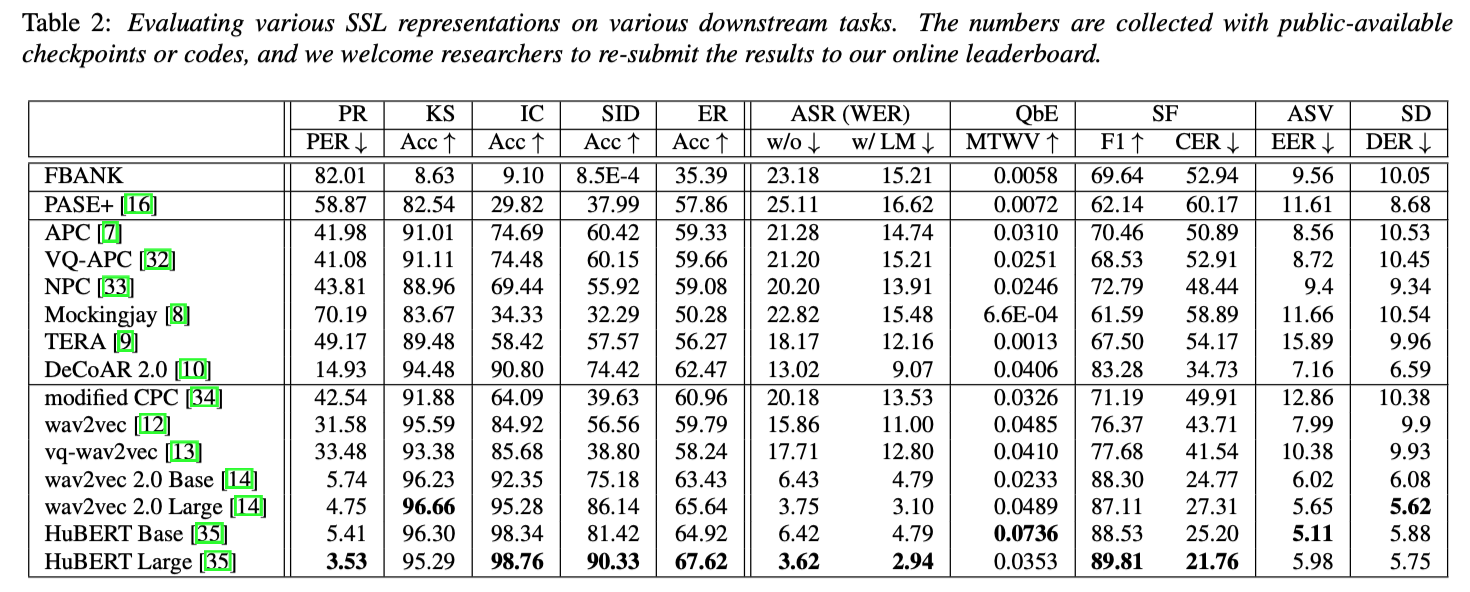 Table 2: Evaluating various SSL representations on various downstream tasks. The numbers are collected with public-available
checkpoints or codes, and we welcome researchers to re-submit the results to our online leaderboard.
PR KS IC SID ER ASR (WER) QbE SF ASV SD
PER ↓ Acc ↑ Acc ↑ Acc ↑ Acc ↑ w/o ↓ w/ LM ↓ MTWV ↑ F1 ↑ CER ↓ EER ↓ DER ↓
FBANK 82.01 8.63 9.10 8.5E-4 35.39 23.18 15.21 0.0058 69.64 52.94 9.56 10.05
PASE+ [16] 58.87 82.54 29.82 37.99 57.86 25.11 16.62 0.0072 62.14 60.17 11.61 8.68
APC [7] 41.98 91.01 74.69 60.42 59.33 21.28 14.74 0.0310 70.46 50.89 8.56 10.53
VQ-APC [32] 41.08 91.11 74.48 60.15 59.66 21.20 15.21 0.0251 68.53 52.91 8.72 10.45
NPC [33] 43.81 88.96 69.44 55.92 59.08 20.20 13.91 0.0246 72.79 48.44 9.4 9.34
Mockingjay [8] 70.19 83.67 34.33 32.29 50.28 22.82 15.48 6.6E-04 61.59 58.89 11.66 10.54
TERA [9] 49.17 89.48 58.42 57.57 56.27 18.17 12.16 0.0013 67.50 54.17 15.89 9.96
DeCoAR 2.0 [10] 14.93 94.48 90.80 74.42 62.47 13.02 9.07 0.0406 83.28 34.73 7.16 6.59
modified CPC [34] 42.54 91.88 64.09 39.63 60.96 20.18 13.53 0.0326 71.19 49.91 12.86 10.38
wav2vec [12] 31.58 95.59 84.92 56.56 59.79 15.86 11.00 0.0485 76.37 43.71 7.99 9.9
vq-wav2vec [13] 33.48 93.38 85.68 38.80 58.24 17.71 12.80 0.0410 77.68 41.54 10.38 9.93
wav2vec 2.0 Base [14] 5.74 96.23 92.35 75.18 63.43 6.43 4.79 0.0233 88.30 24.77 6.02 6.08
wav2vec 2.0 Large [14] 4.75 96.66 95.28 86.14 65.64 3.75 3.10 0.0489 87.11 27.31 5.65 5.62
HuBERT Base [35] 5.41 96.30 98.34 81.42 64.92 6.42 4.79 0.0736 88.53 25.20 5.11 5.88
HuBERT Large [35] 3.53 95.29 98.76 90.33 67.62 3.62 2.94 0.0353 89.81 21.76 5.98 5.75